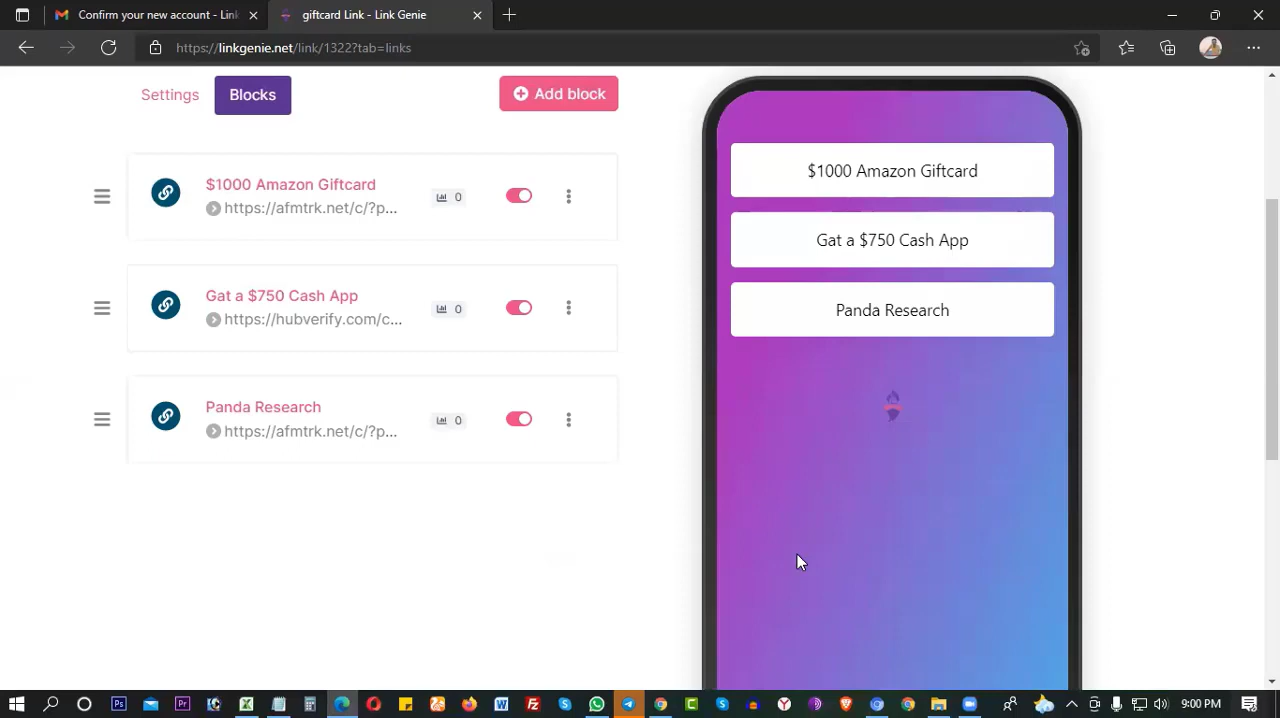 Confirm your new account - Link
giftcard Link - Link Genie
https://linkgenie.net/link/1322?tab=links
Settings
Blocks
Add block
$1000 Amazon Giftcard
https://afmtrk.net/c/?p...
0
Gat a $750 Cash App
https://hubverify.com/c...
0
Panda Research
https://afmtrk.net/c/?p...
0
$1000 Amazon Giftcard
Gat a $750 Cash App
Panda Research
9:00 PM